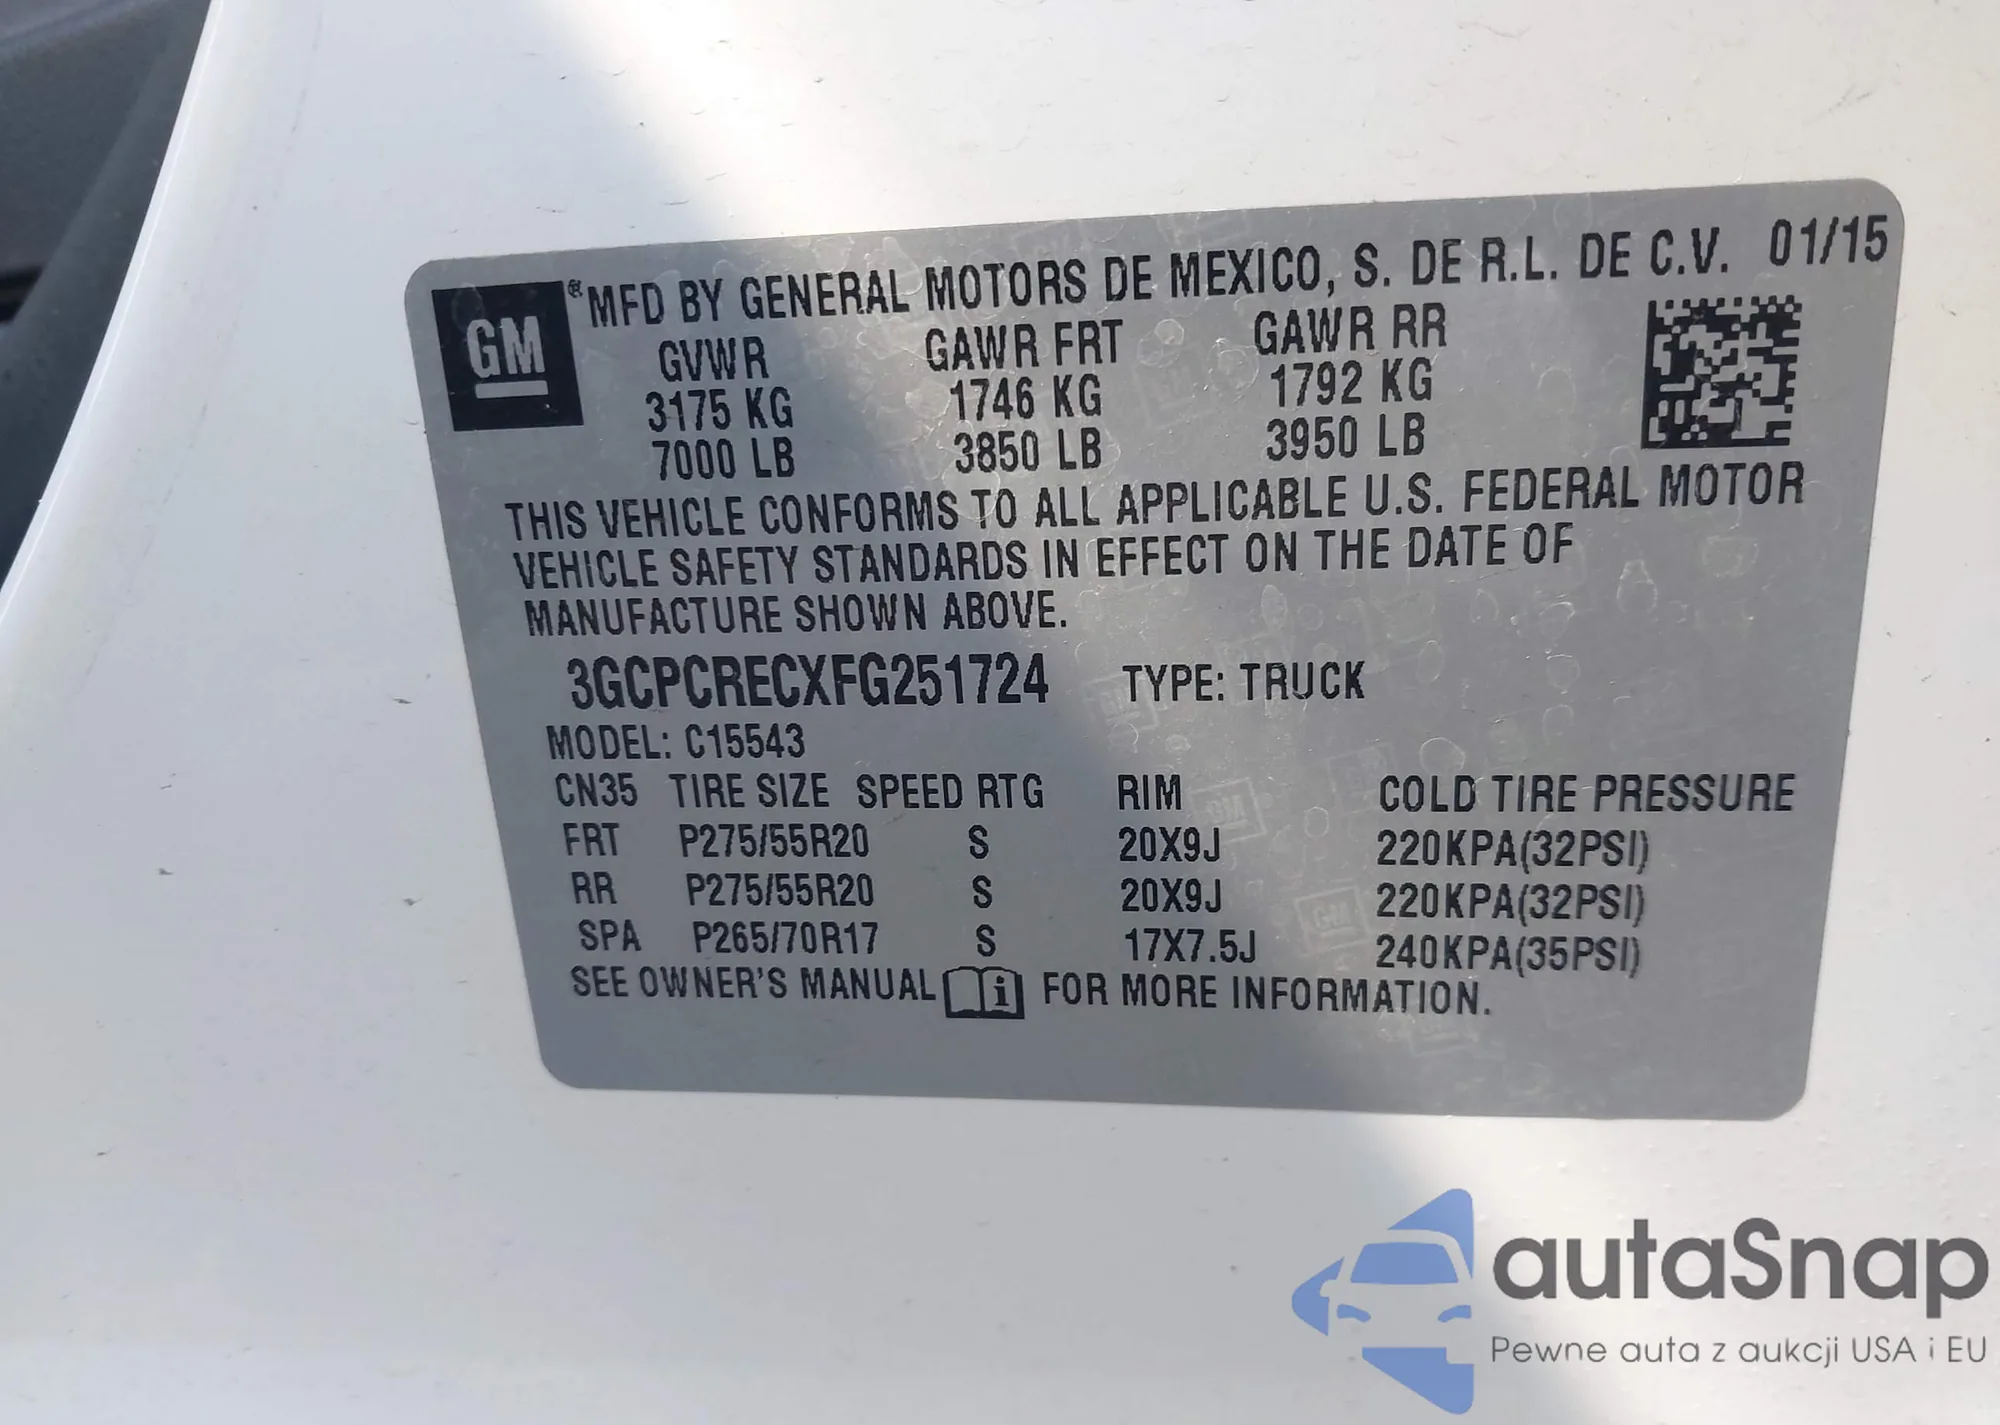 GM ® MFD BY GENERAL MOTORS DE MEXICO, S. DE R.L. DE C.V. 01/15
GVWR GAWR FRT GAWR RR
3175 KG 1746 KG 1792 KG
7000 LB 3850 LB 3950 LB
THIS VEHICLE CONFORMS TO ALL APPLICABLE U.S. FEDERAL MOTOR
VEHICLE SAFETY STANDARDS IN EFFECT ON THE DATE OF
MANUFACTURE SHOWN ABOVE.
3GCPCRECXFG251724 TYPE: TRUCK
MODEL: C15543
CN35 TIRE SIZE SPEED RTG RIM COLD TIRE PRESSURE
FRT P275/55R20 S 20X9J 220KPA(32PSI)
RR P275/55R20 S 20X9J 220KPA(32PSI)
SPA P265/70R17 S 17X7.5J 240KPA(35PSI)
SEE OWNER'S MANUAL i FOR MORE INFORMATION.
autaSnap
Pewne auta z aukcji USA i EU